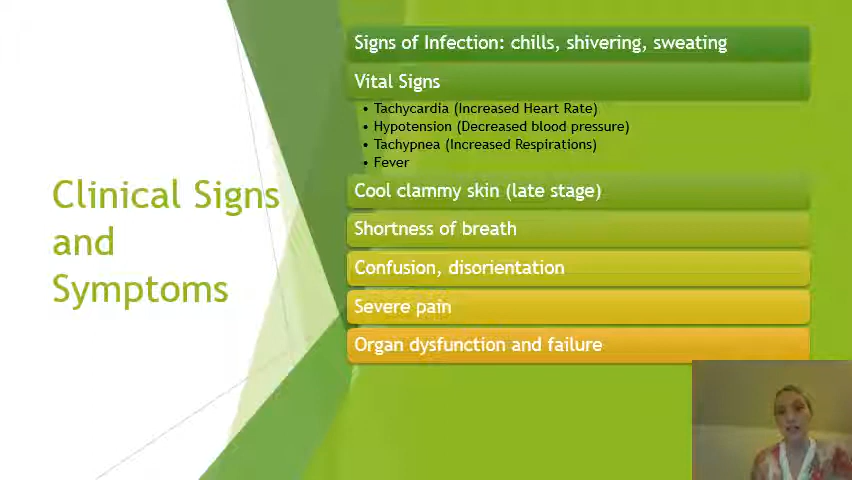 Clinical Signs
and
Symptoms
Signs of Infection: chills, shivering, sweating
Vital Signs
• Tachycardia (Increased Heart Rate)
• Hypotension (Decreased blood pressure)
• Tachypnea (Increased Respirations)
• Fever
Cool clammy skin (late stage)
Shortness of breath
Confusion, disorientation
Severe pain
Organ dysfunction and failure